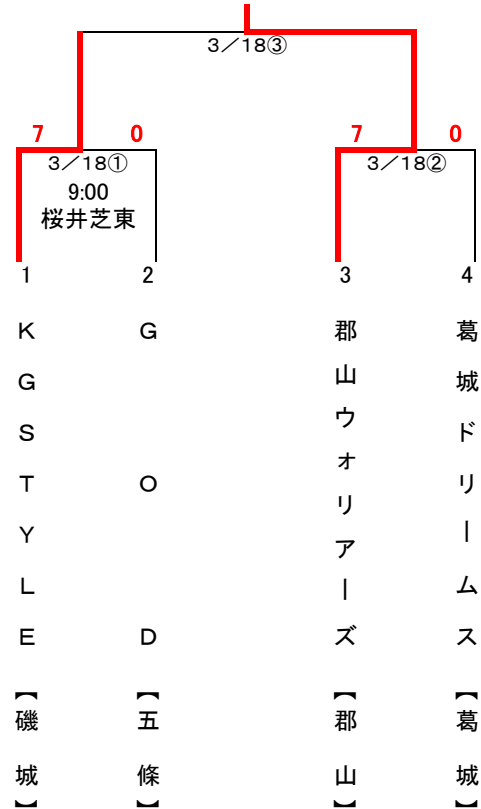 3／18③
7 0 7 0
3／18① 3／18②
9:00
桜井芝東
1 2 3 4
ＫＧＳＴＹＬＥ【磯城】
ＧＯＤ【五條】
郡山ウォリアーズ【郡山】
葛城ドリームス【葛城】